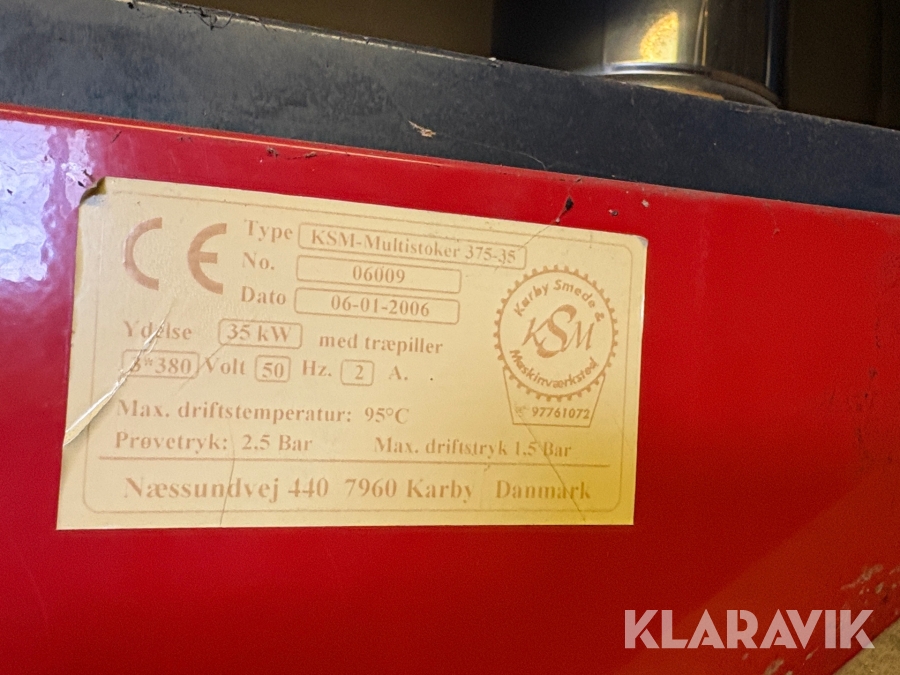 CE
Type KSM-Multistoker 375-35
No. 06009
Dato 06-01-2006
Ydelse 35 kW med træpiller
3*380 Volt 50 Hz. 2 A.
Max. driftstemperatur: 95°C
Prøvetryk: 2,5 Bar Max. driftstryk 1,5 Bar
Næssundvej 440 7960 Karby Danmark
Karby Smede &
KSM
Maskinværksted
97761072
KLARAVIK